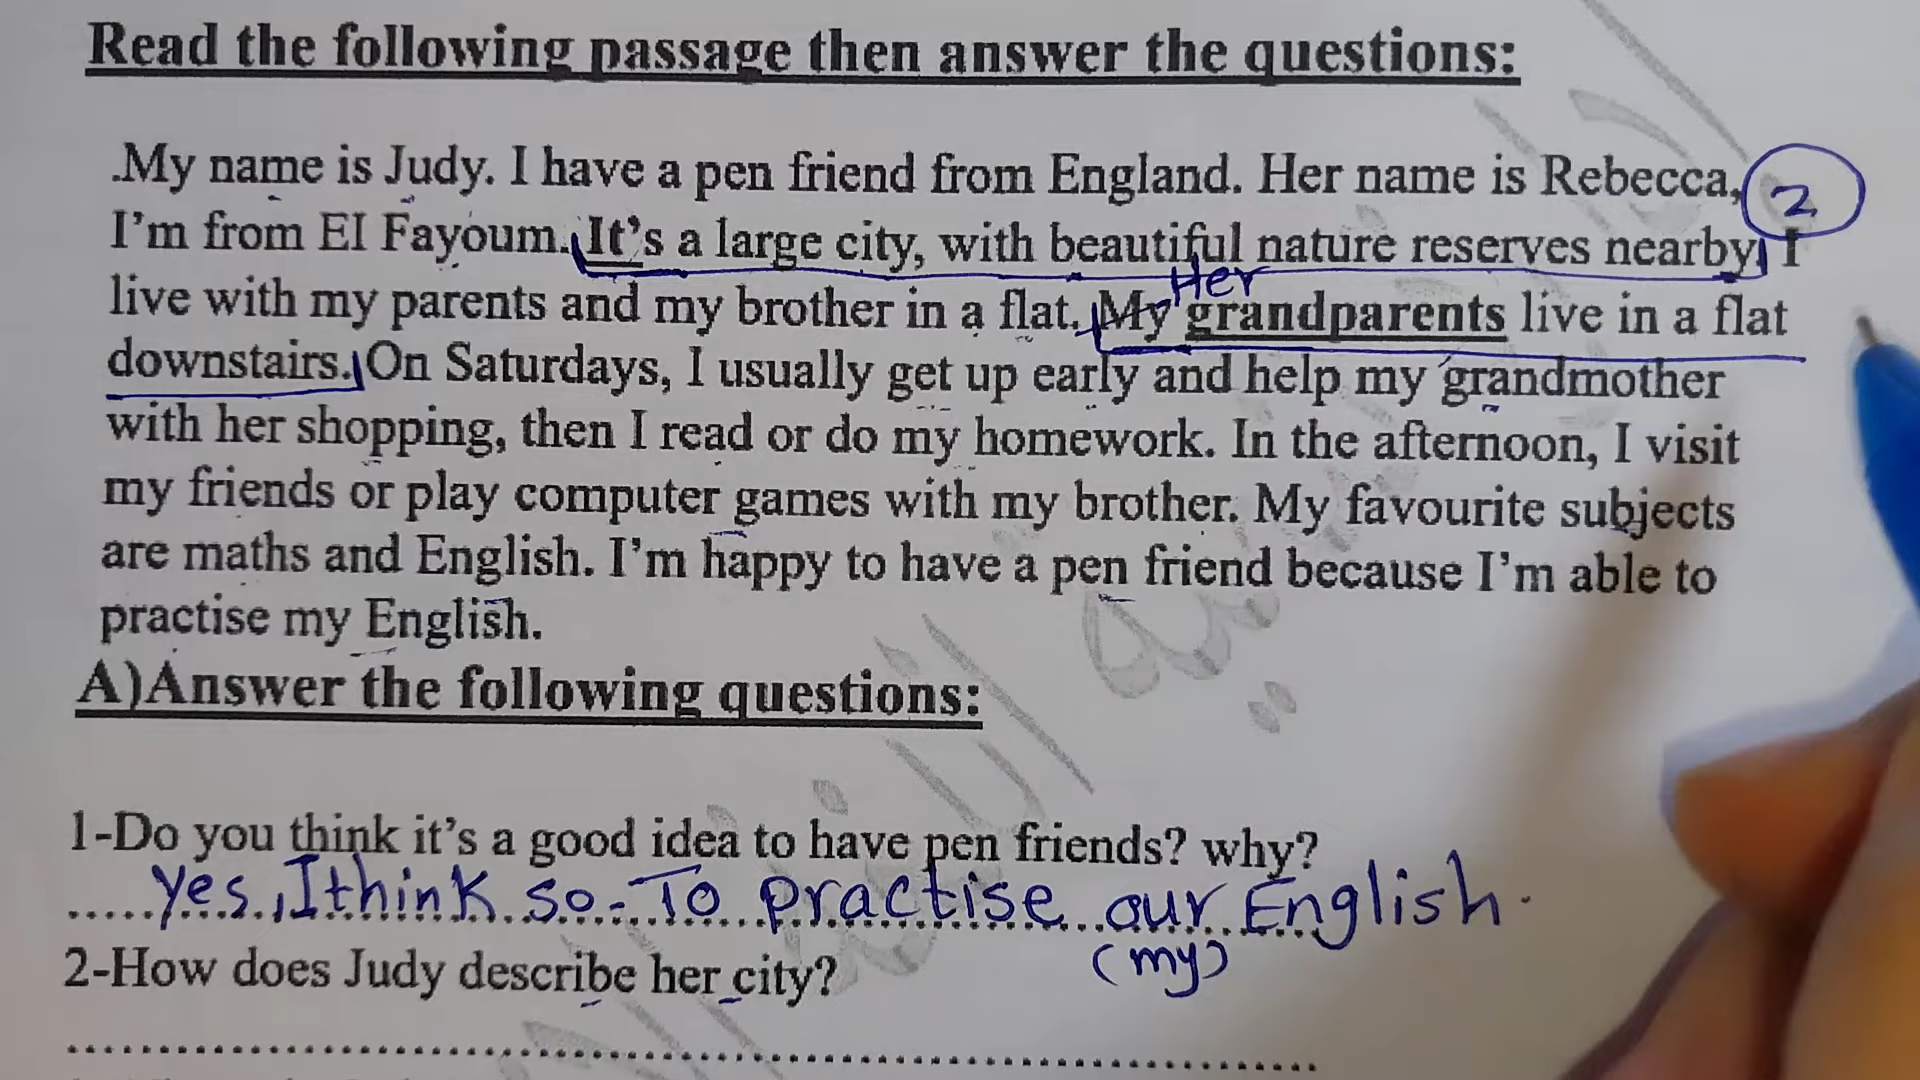 Read the following passage then answer the questions:
.My name is Judy. I have a pen friend from England. Her name is Rebecca,
2
I'm from EI Fayoum. It's a large city, with beautiful nature reserves nearby. I
Her
live with my parents and my brother in a flat. My grandparents live in a flat
downstairs. On Saturdays, I usually get up early and help my grandmother
with her shopping, then I read or do my homework. In the afternoon, I visit
my friends or play computer games with my brother. My favourite subjects
are maths and English. I'm happy to have a pen friend because I'm able to
practise my English.
A)Answer the following questions:
1-Do you think it's a good idea to have pen friends? why?
Yes, I think so. To practise our English.
(my)
2-How does Judy describe her city?